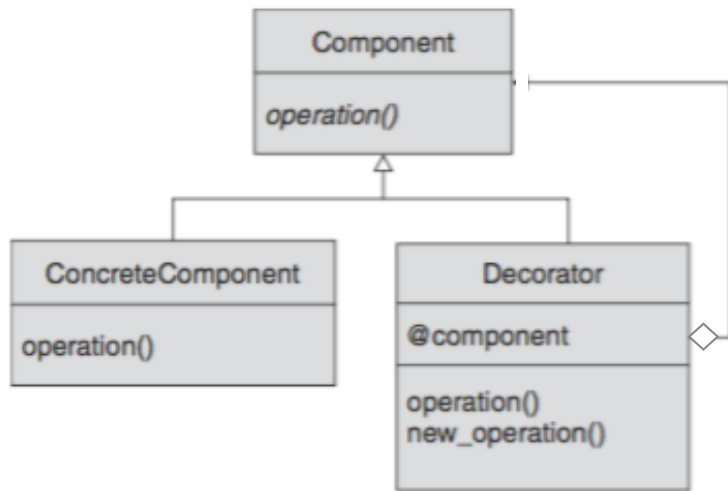 Component
operation()
ConcreteComponent
operation()
Decorator
@component
operation()
new_operation()